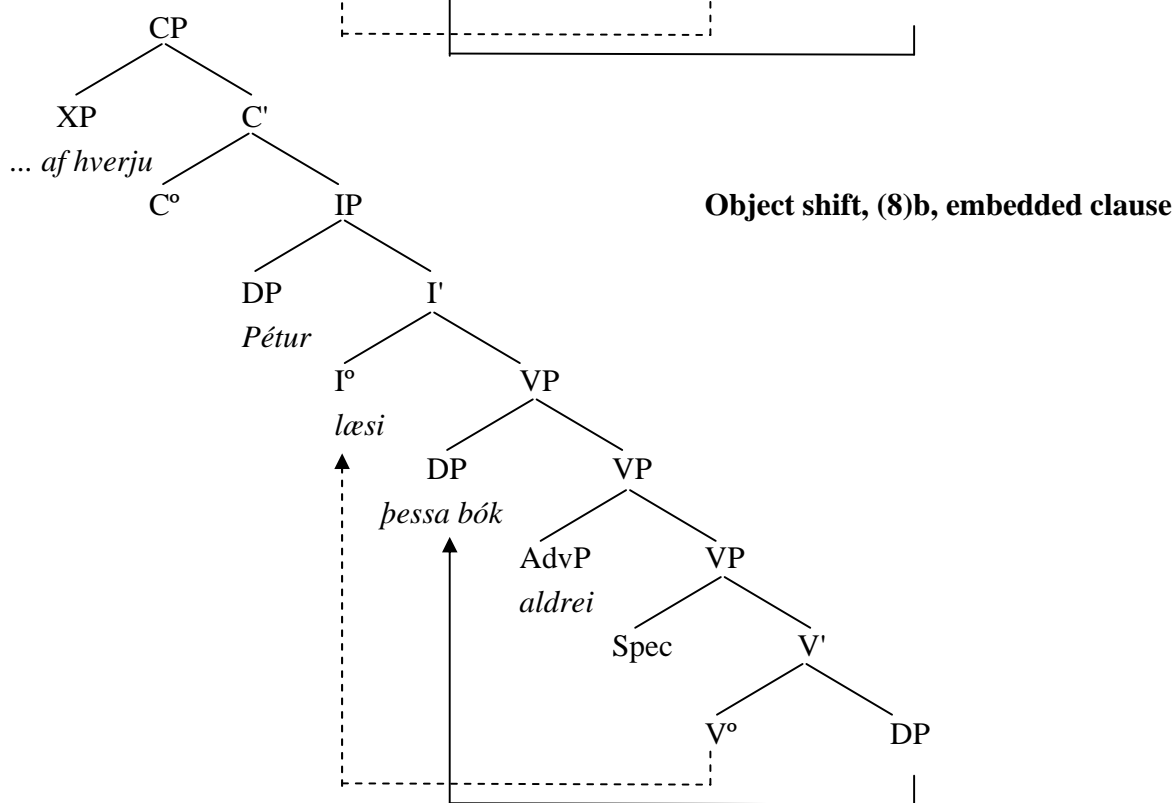 CP
XP C'
... af hverju
Cº IP Object shift, (8)b, embedded clause
DP I'
Pétur
Iº VP
læsi
DP VP
þessa bók
AdvP VP
aldrei
Spec V'
Vº DP